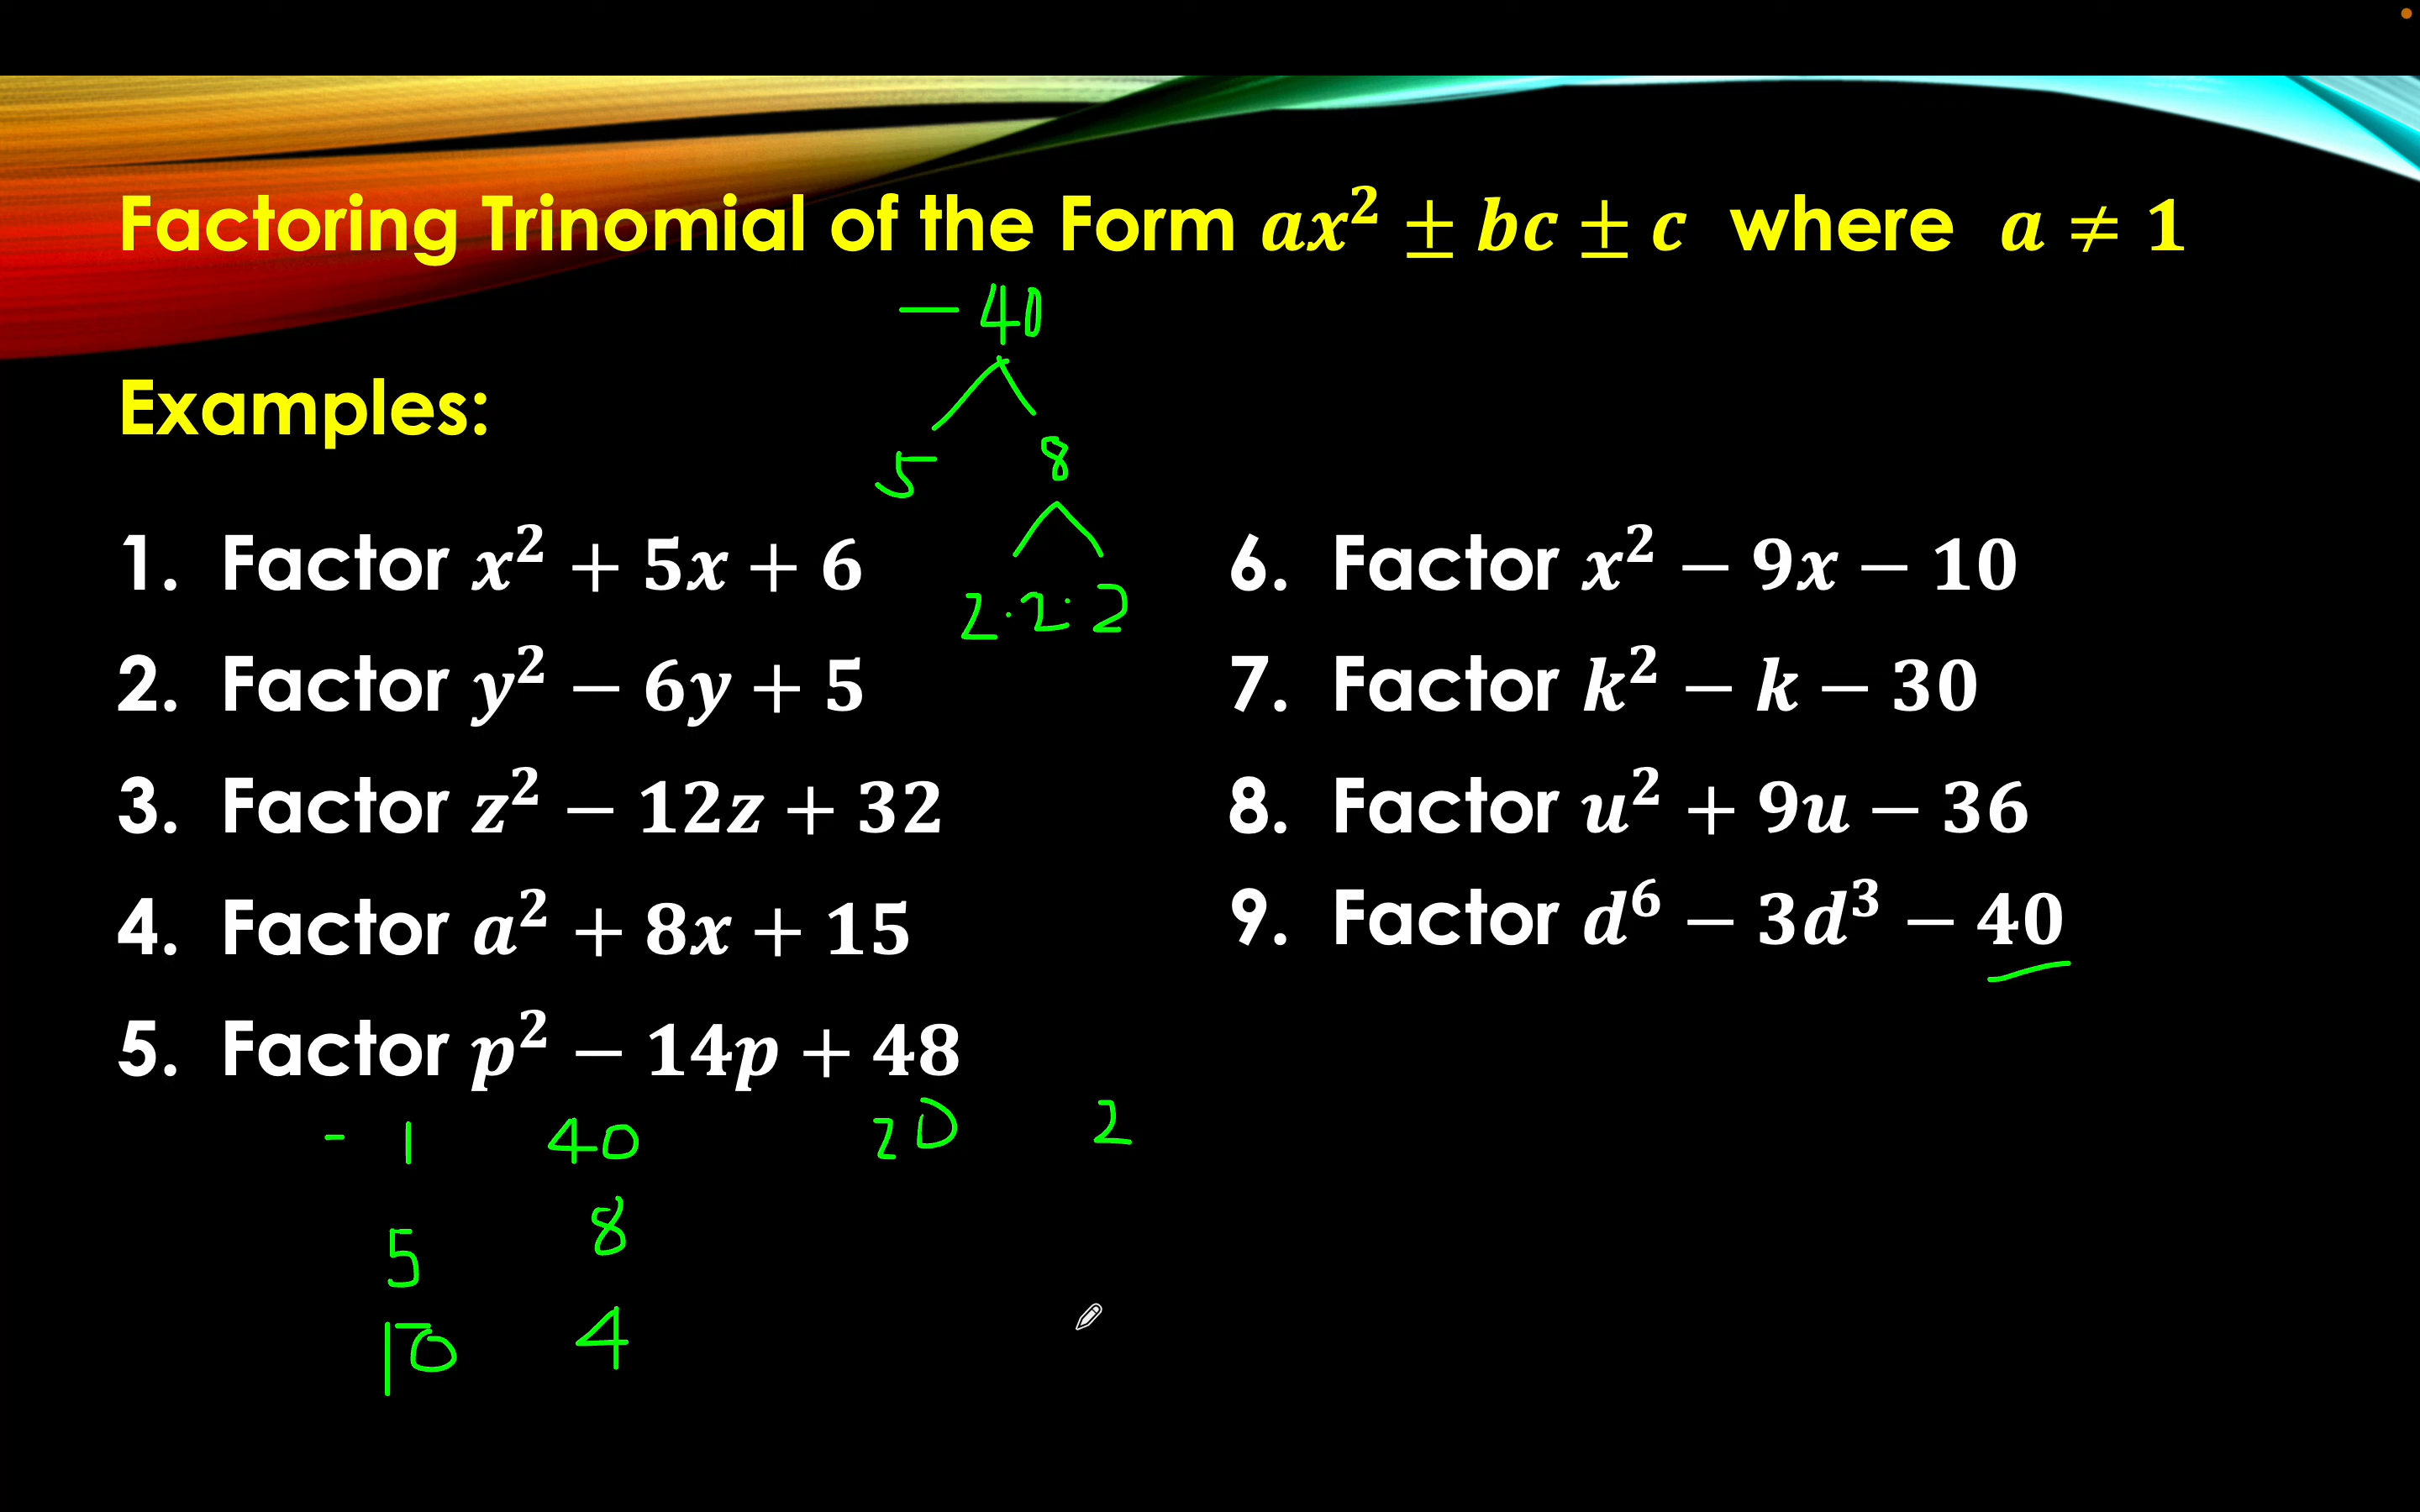 Factoring Trinomial of the Form ax² ± bc ± c where a ≠ 1
− 40
Examples:
5 8
2·2·2
1. Factor x² + 5x + 6
2. Factor y² − 6y + 5
3. Factor z² − 12z + 32
4. Factor a² + 8x + 15
5. Factor p² − 14p + 48
6. Factor x² − 9x − 10
7. Factor k² − k − 30
8. Factor u² + 9u − 36
9. Factor d⁶ − 3d³ − 40
- 1 40 20 2
5 8
10 4